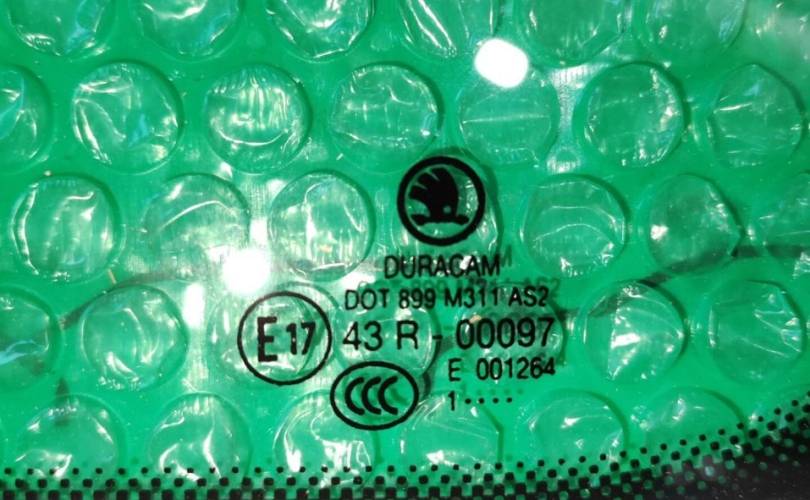 DURACAM
DOT 899 M311 AS2
E17 43 R - 00097
E 001264
CCC
1 ····